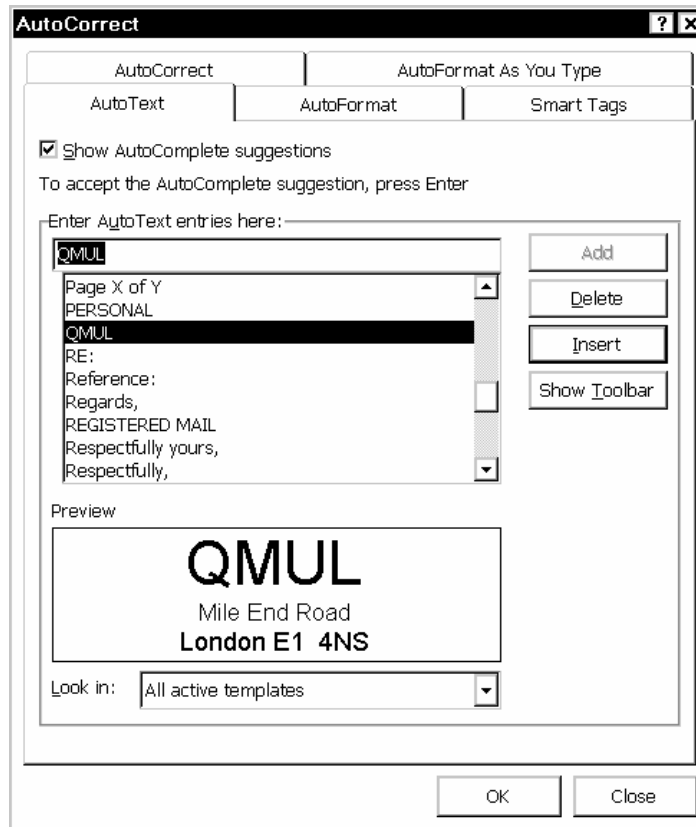 AutoCorrect
AutoCorrect AutoFormat As You Type
AutoText AutoFormat Smart Tags
Show AutoComplete suggestions
To accept the AutoComplete suggestion, press Enter
Enter AutoText entries here:
QMUL Add
Page X of Y
PERSONAL Delete
QMUL
RE: Insert
Reference:
Regards, Show Toolbar
REGISTERED MAIL
Respectfully yours,
Respectfully,
Preview
QMUL
Mile End Road
London E1 4NS
Look in: All active templates
OK Close